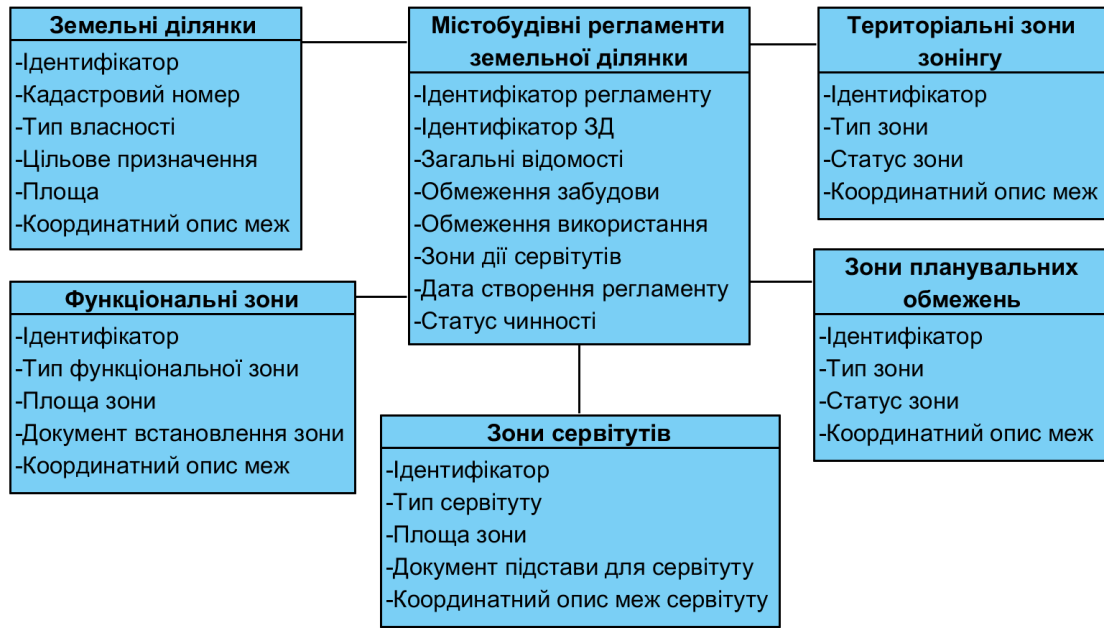 Земельні ділянки
-Ідентифікатор
-Кадастровий номер
-Тип власності
-Цільове призначення
-Площа
-Координатний опис меж
Містобудівні регламенти
земельної ділянки
-Ідентифікатор регламенту
-Ідентифікатор ЗД
-Загальні відомості
-Обмеження забудови
-Обмеження використання
-Зони дії сервітутів
-Дата створення регламенту
-Статус чинності
Територіальні зони
зонінгу
-Ідентифікатор
-Тип зони
-Статус зони
-Координатний опис меж
Функціональні зони
-Ідентифікатор
-Тип функціональної зони
-Площа зони
-Документ встановлення зони
-Координатний опис меж
Зони планувальних
обмежень
-Ідентифікатор
-Тип зони
-Статус зони
-Координатний опис меж
Зони сервітутів
-Ідентифікатор
-Тип сервітуту
-Площа зони
-Документ підстави для сервітуту
-Координатний опис меж сервітуту